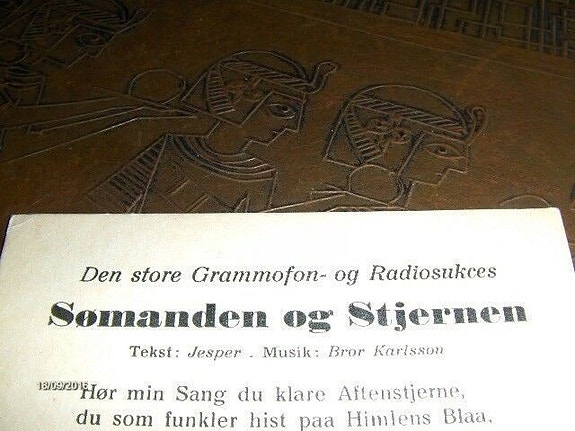 Den store Grammofon- og Radiosukces
Sømanden og Stjernen
Tekst: Jesper . Musik: Bror Karlsson
Hør min Sang du klare Aftenstjerne,
du som funkler hist paa Himlens Blaa,
18/09/2016